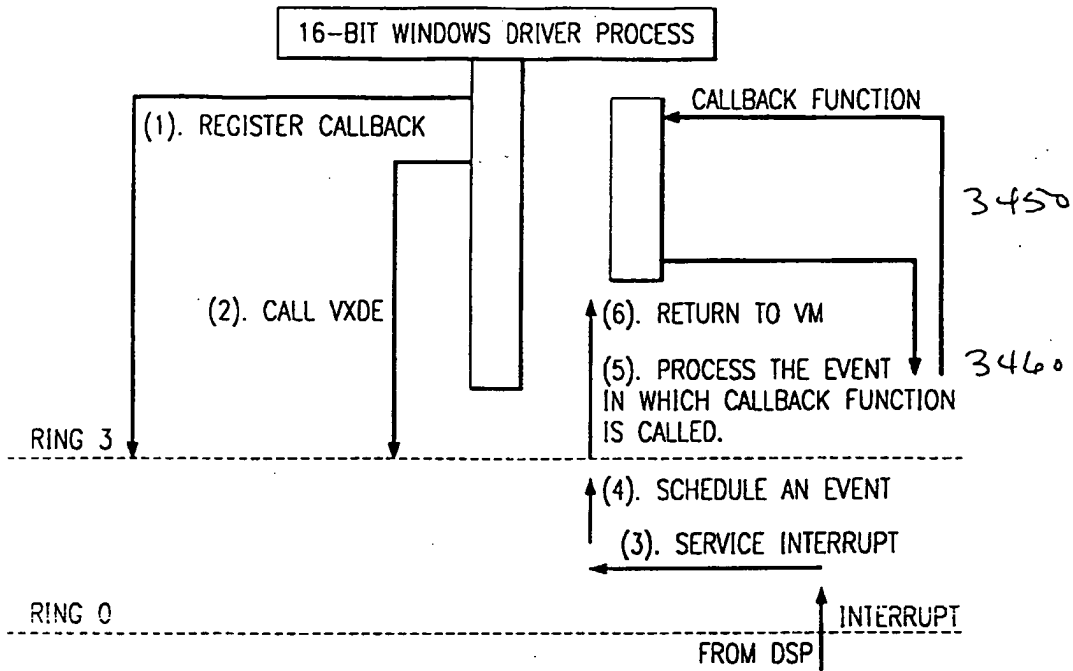 16-BIT WINDOWS DRIVER PROCESS
CALLBACK FUNCTION
(1). REGISTER CALLBACK
3450
(2). CALL VXDE
(6). RETURN TO VM
(5). PROCESS THE EVENT
IN WHICH CALLBACK FUNCTION
IS CALLED.
3460
RING 3
(4). SCHEDULE AN EVENT
(3). SERVICE INTERRUPT
RING 0
INTERRUPT
FROM DSP